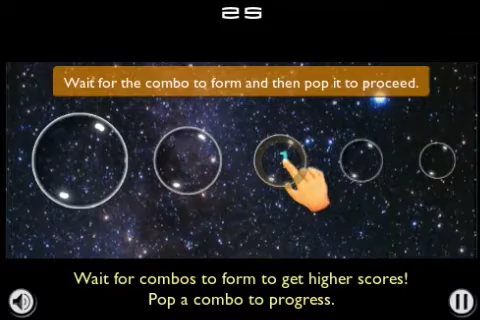 25
Wait for the combo to form and then pop it to proceed.
Wait for combos to form to get higher scores!
Pop a combo to progress.